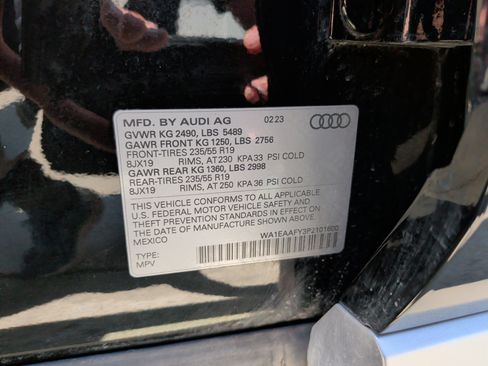 MFD. BY AUDI AG 02.23
GVWR KG 2490, LBS 5489
GAWR FRONT KG 1250, LBS 2756
FRONT-TIRES 235/55 R19
8JX19 RIMS, AT 230 KPA 33 PSI COLD
GAWR REAR KG 1360, LBS 2998
REAR-TIRES 235/55 R19
8JX19 RIMS, AT 250 KPA 36 PSI COLD
THIS VEHICLE CONFORMS TO ALL APPLICABLE
U.S. FEDERAL MOTOR VEHICLE SAFETY AND
THEFT PREVENTION STANDARDS IN EFFECT ON
THE DATE OF MANUFACTURE SHOWN ABOVE.
MEXICO
WA1EAAFY3P2101600
TYPE:
MPV